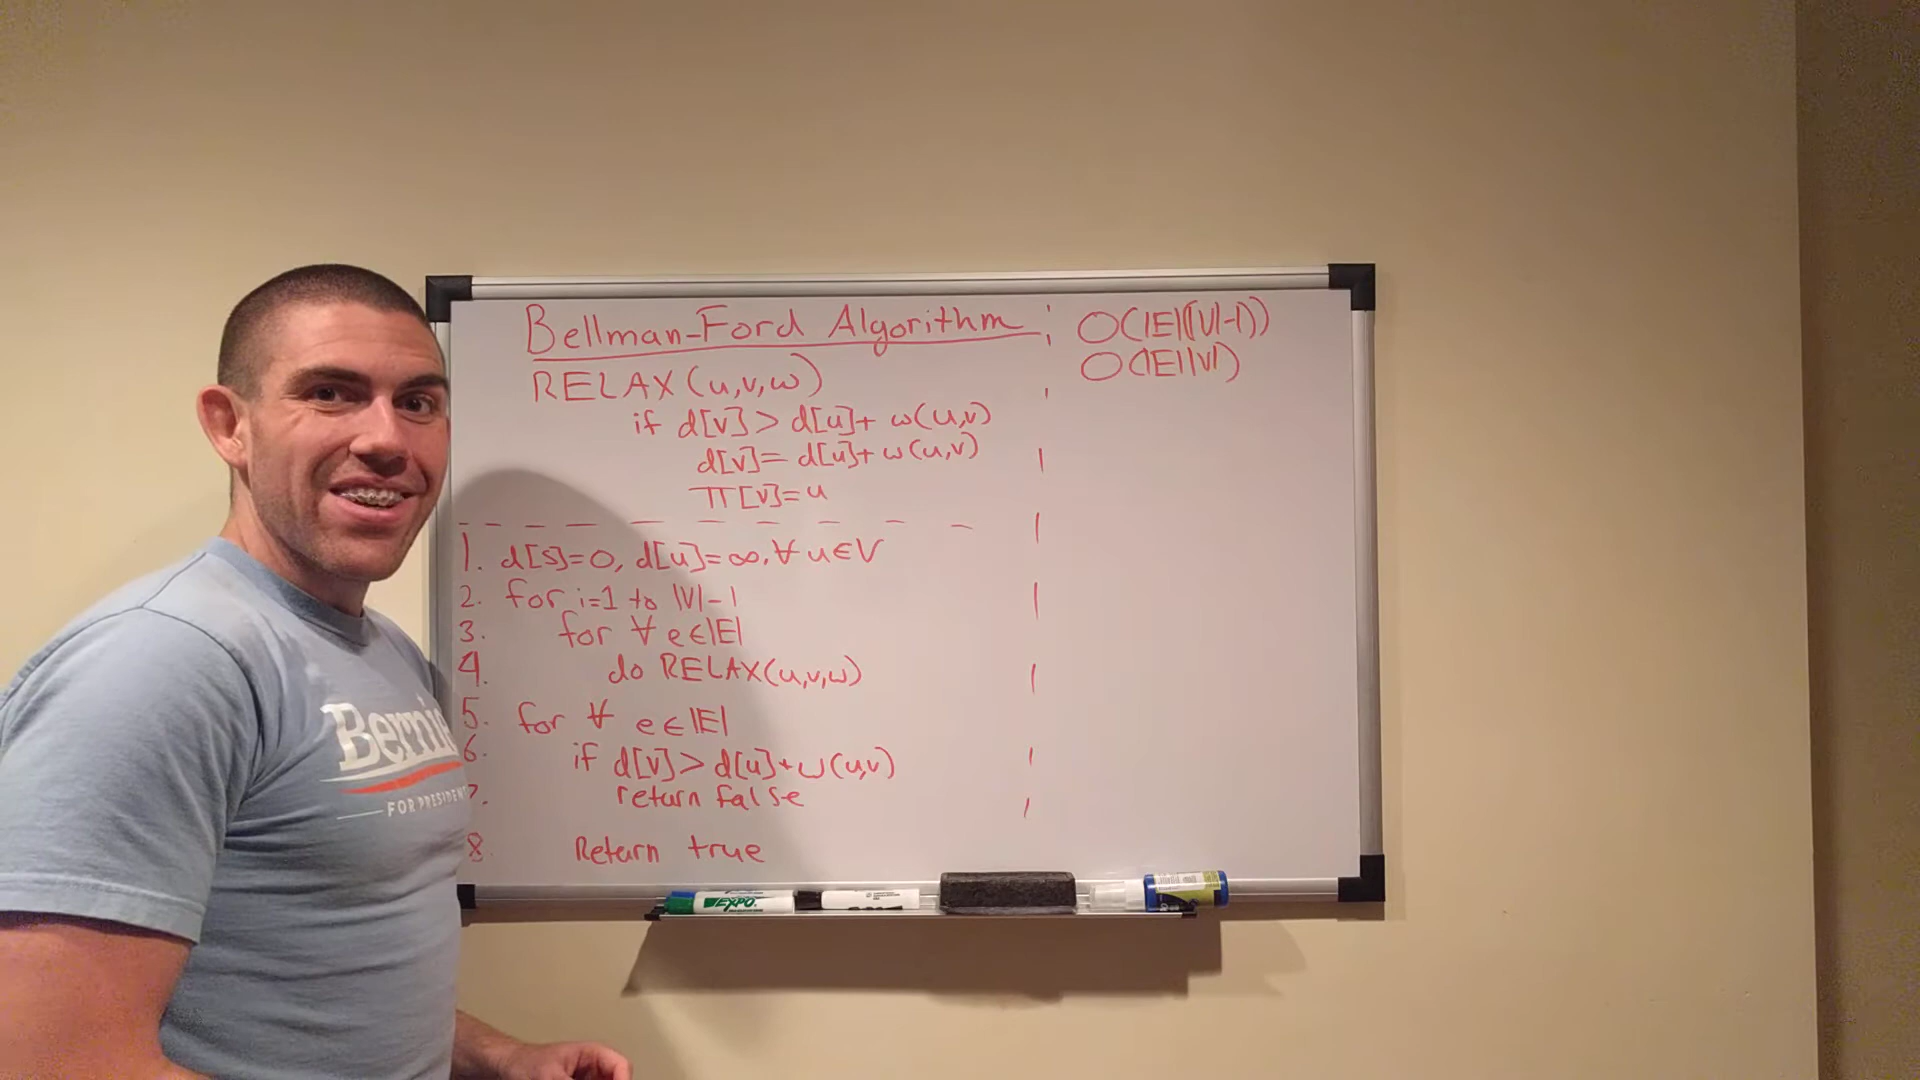 Bellman-Ford Algorithm
RELAX(u,v,w)
if d[v] > d[u]+ w(u,v)
d[v]= d[u]+ w(u,v)
π[v]=u
1. d[s]=0, d[u]=∞, ∀ u∈V
2. for i=1 to |V|-1
3. for ∀ e∈|E|
4. do RELAX(u,v,w)
5. for ∀ e∈|E|
6. if d[v]>d[u]+w(u,v)
7. return false
8. Return true
O(|E|(|V|-1))
O(|E||V|)
Bernie
FOR PRESIDENT
EXPO